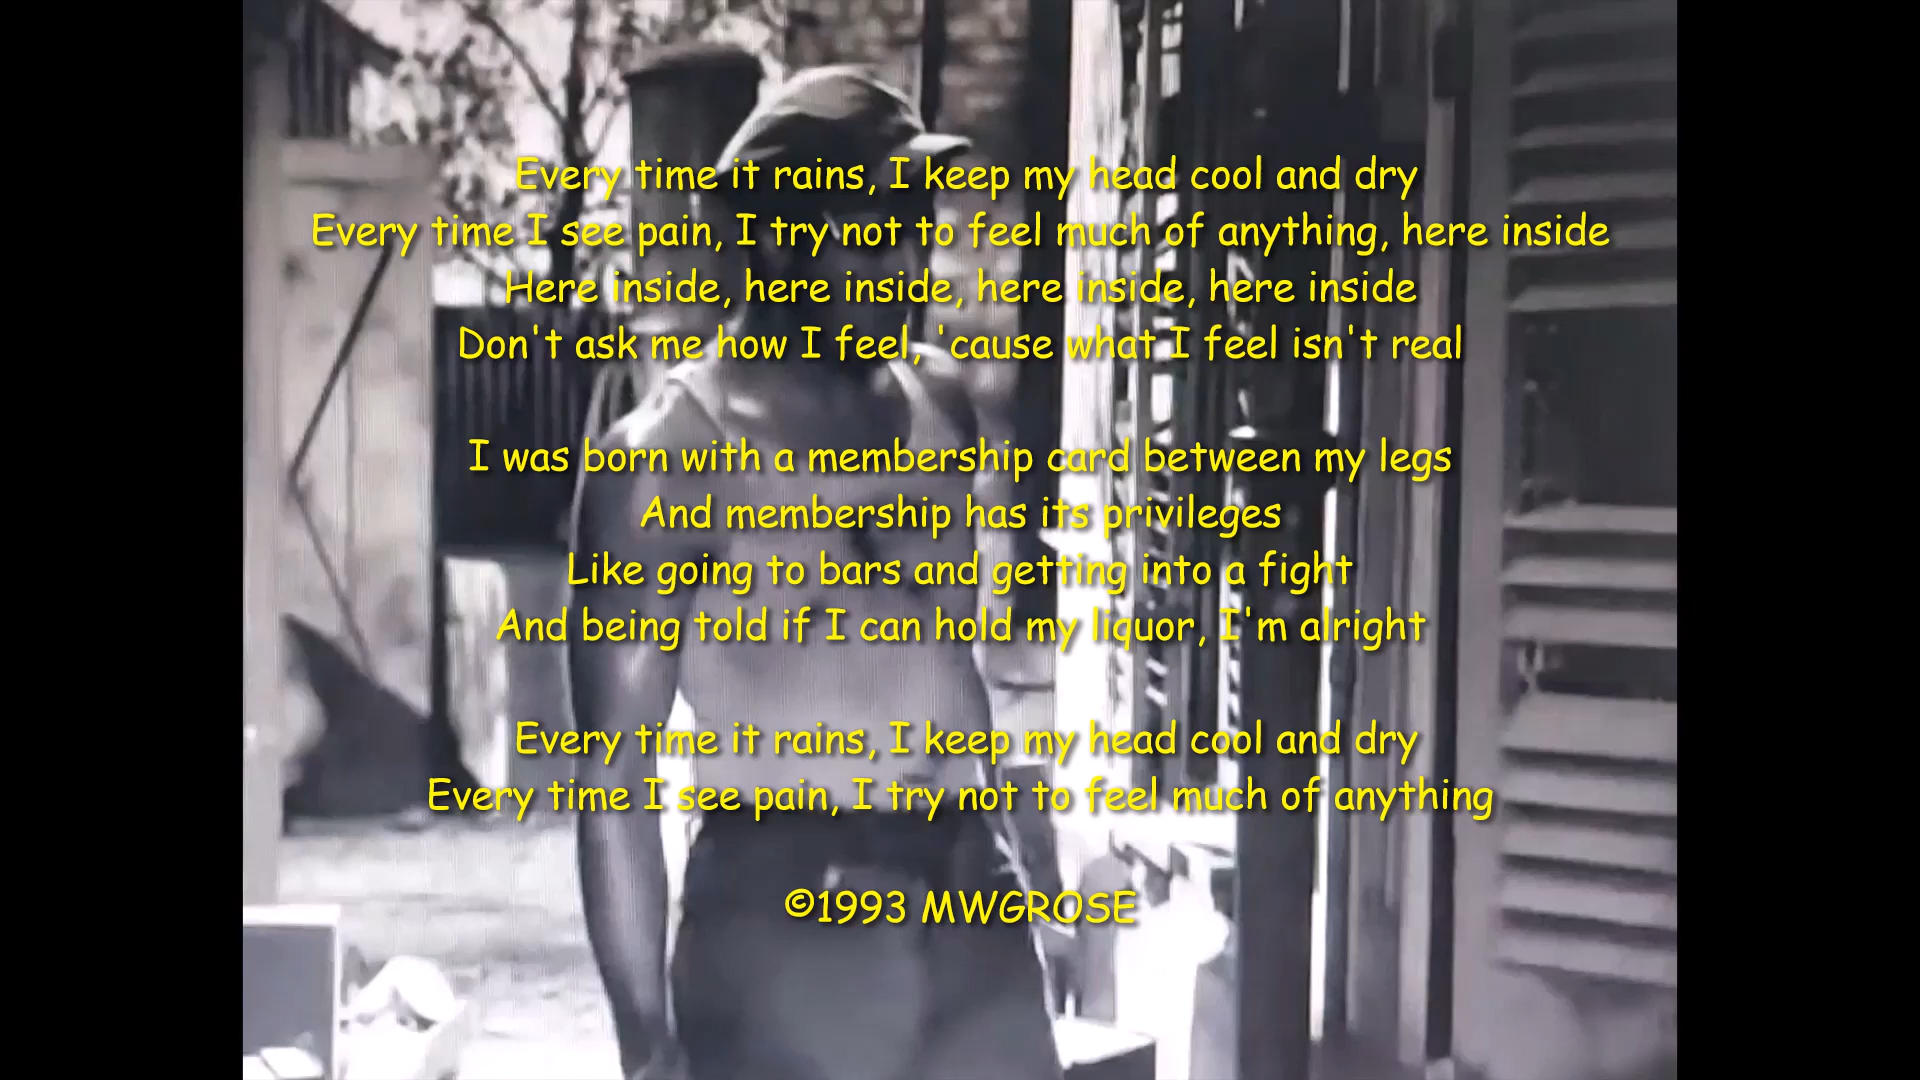 Every time it rains, I keep my head cool and dry
Every time I see pain, I try not to feel much of anything, here inside
Here inside, here inside, here inside, here inside
Don't ask me how I feel, 'cause what I feel isn't real
I was born with a membership card between my legs
And membership has its privileges
Like going to bars and getting into a fight
And being told if I can hold my liquor, I'm alright
Every time it rains, I keep my head cool and dry
Every time I see pain, I try not to feel much of anything
©1993 MWGROSE